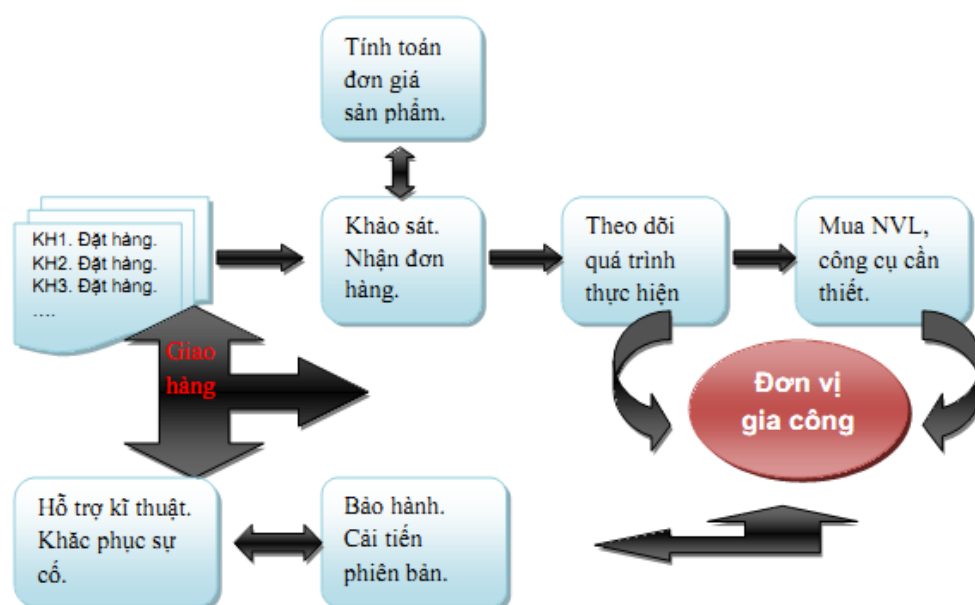 Tính toán
đơn giá
sản phẩm.
KH1. Đặt hàng.
KH2. Đặt hàng.
KH3. Đặt hàng.
....
Khảo sát.
Nhận đơn
hàng.
Theo dõi
quá trình
thực hiện
Mua NVL,
công cụ cần
thiết.
Giao
hàng
Đơn vị
gia công
Hỗ trợ kĩ thuật.
Khăc phục sự
cố.
Bảo hành.
Cải tiến
phiên bản.